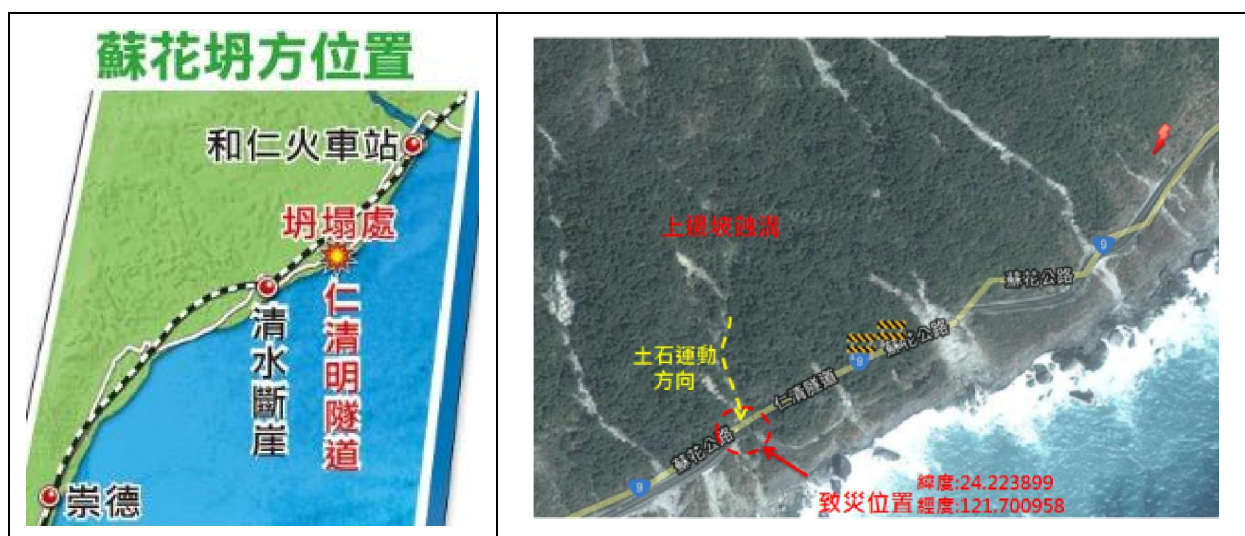 蘇花坍方位置
和仁火車站
坍塌處
仁清明隧道
清水斷崖
崇德
上邊坡蝕溝
9
蘇花公路
土石運動
方向
蘇花公路
9
仁清隧道
蘇花公路
9
致災位置
緯度:24.223899
經度:121.700958